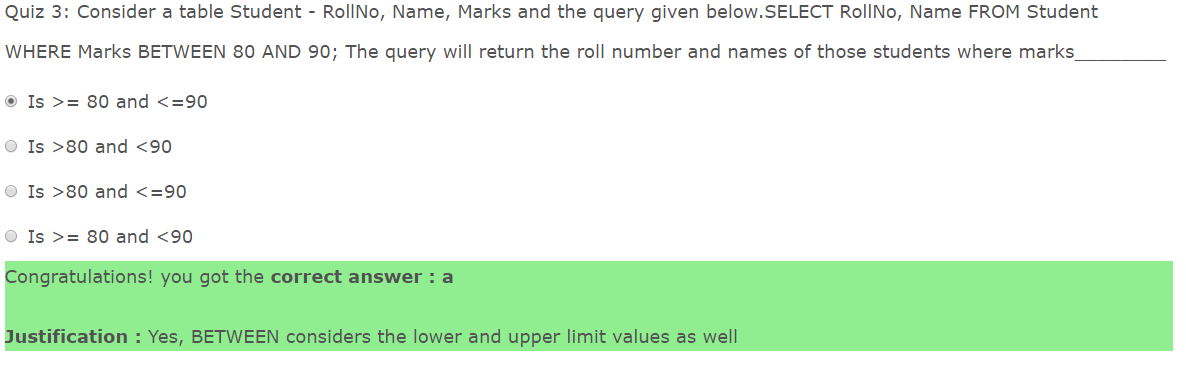 Quiz 3: Consider a table Student - RollNo, Name, Marks and the query given below.SELECT RollNo, Name FROM Student
WHERE Marks BETWEEN 80 AND 90; The query will return the roll number and names of those students where marks________
Is >= 80 and <=90
Is >80 and <90
Is >80 and <=90
Is >= 80 and <90
Congratulations! you got the correct answer : a
Justification : Yes, BETWEEN considers the lower and upper limit values as well